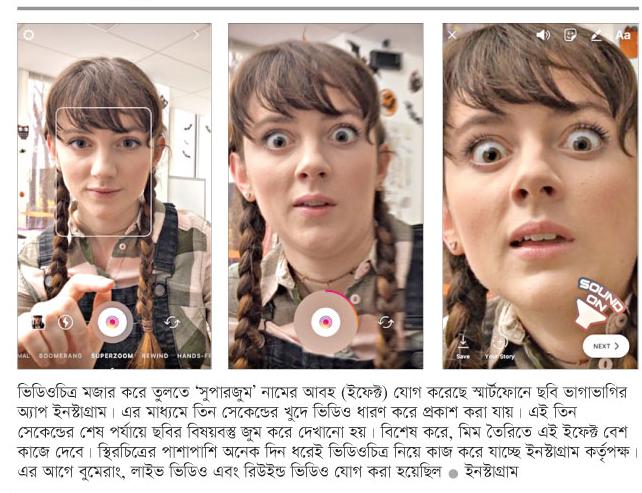 Aa
SOUND
ON
NEXT >
Save
Your Story
MAL BOOMERANG SUPERZOOM REWIND HANDS-FR
ভিডিওচিত্র মজার করে তুলতে ‘সুপারজুম’ নামের আবহ (ইফেক্ট) যোগ করেছে স্মার্টফোনে ছবি ভাগাভাগির
অ্যাপ ইনস্টাগ্রাম। এর মাধ্যমে তিন সেকেন্ডের খুদে ভিডিও ধারণ করে প্রকাশ করা যায়। এই তিন
সেকেন্ডের শেষ পর্যায়ে ছবির বিষয়বস্তু জুম করে দেখানো হয়। বিশেষ করে, মিম তৈরিতে এই ইফেক্ট বেশ
কাজে দেবে। স্থিরচিত্রের পাশাপাশি অনেক দিন ধরেই ভিডিওচিত্র নিয়ে কাজ করে যাচ্ছে ইনস্টাগ্রাম কর্তৃপক্ষ।
এর আগে বুমেরাং, লাইভ ভিডিও এবং রিউইন্ড ভিডিও যোগ করা হয়েছিল ● ইনস্টাগ্রাম